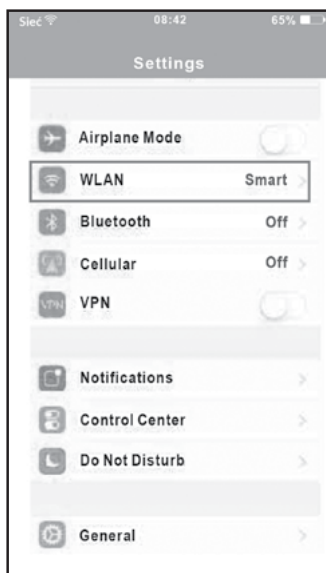 Sieć 08:42 65%
Settings
Airplane Mode
WLAN Smart
Bluetooth Off
Cellular Off
VPN VPN
Notifications
Control Center
Do Not Disturb
General